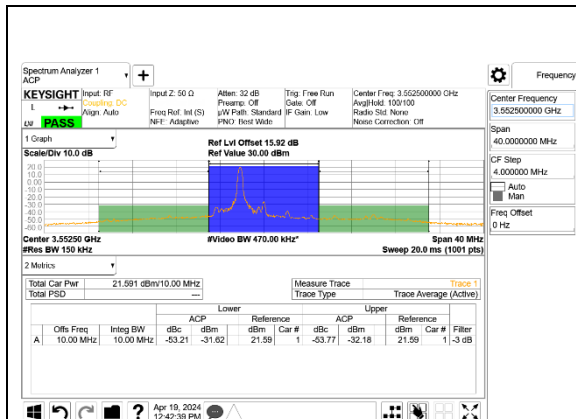 Spectrum Analyzer 1
ACP
+
Frequency
KEYSIGHT Input: RF Input Z: 50 Ω Atten: 32 dB Trig: Free Run Center Freq: 3.552500000 GHz
Coupling: DC Preamp: Off Gate: Off Avg|Hold: 100/100
Align: Auto Freq Ref: Int (S) µW Path: Standard IF Gain: Low Radio Std: None
PASS NFE: Adaptive PNO: Best Wide Noise Correction: Off
Center Frequency
3.552500000 GHz
Span
40.0000000 MHz
CF Step
4.000000 MHz
Auto
Man
Freq Offset
0 Hz
1 Graph
Ref Lvl Offset 15.92 dB
Scale/Div 10.0 dB Ref Value 30.00 dBm
20.0
10.0
0.00
-10.0
-20.0
-30.0
-40.0
-50.0
-60.0
Center 3.55250 GHz #Video BW 470.00 kHz* Span 40 MHz
#Res BW 150 kHz Sweep 20.0 ms (1001 pts)
2 Metrics
Total Car Pwr 21.591 dBm/10.00 MHz Measure Trace Trace 1
Total PSD --- Trace Type Trace Average (Active)
Lower Upper
ACP Reference ACP Reference
Offs Freq Integ BW dBc dBm dBm Car # dBc dBm dBm Car # Filter
A 10.00 MHz 10.00 MHz -53.21 -31.62 21.59 1 -53.77 -32.18 21.59 1 -3 dB
Apr 19, 2024
12:42:39 PM